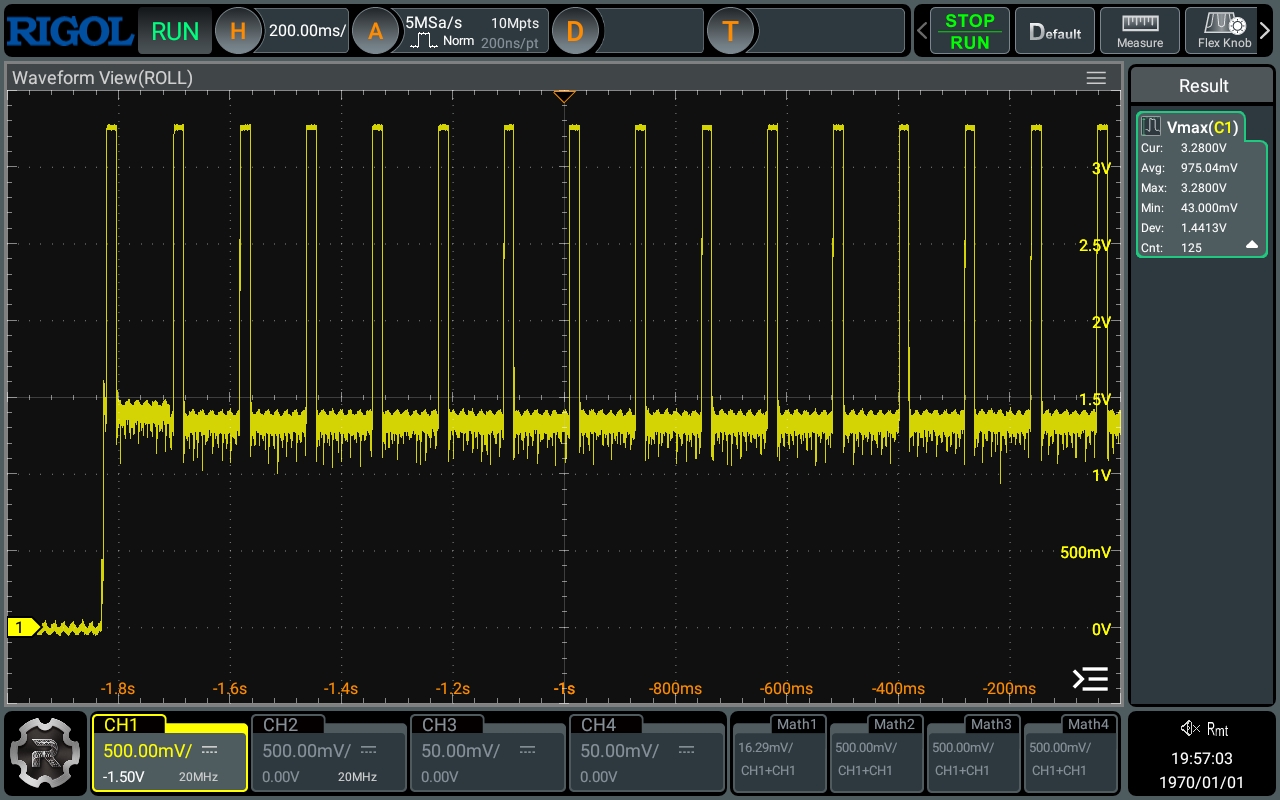 RIGOL RUN H 200.00ms/ A 5MSa/s 10Mpts D T STOP RUN Default Measure Flex Knob
Norm 200ns/pt
Waveform View(ROLL)
Result
Vmax(C1)
Cur: 3.2800V
Avg: 975.04mV
Max: 3.2800V
Min: 43.000mV
Dev: 1.4413V
Cnt: 125
3V
2.5V
2V
1.5V
1V
500mV
1 0V
-1.8s -1.6s -1.4s -1.2s -1s -800ms -600ms -400ms -200ms
R
CH1
500.00mV/
-1.50V 20MHz
CH2
500.00mV/
0.00V 20MHz
CH3
50.00mV/
0.00V
CH4
50.00mV/
0.00V
Math1
16.29mV/
CH1+CH1
Math2
500.00mV/
CH1+CH1
Math3
500.00mV/
CH1+CH1
Math4
500.00mV/
CH1+CH1
Rmt
19:57:03
1970/01/01